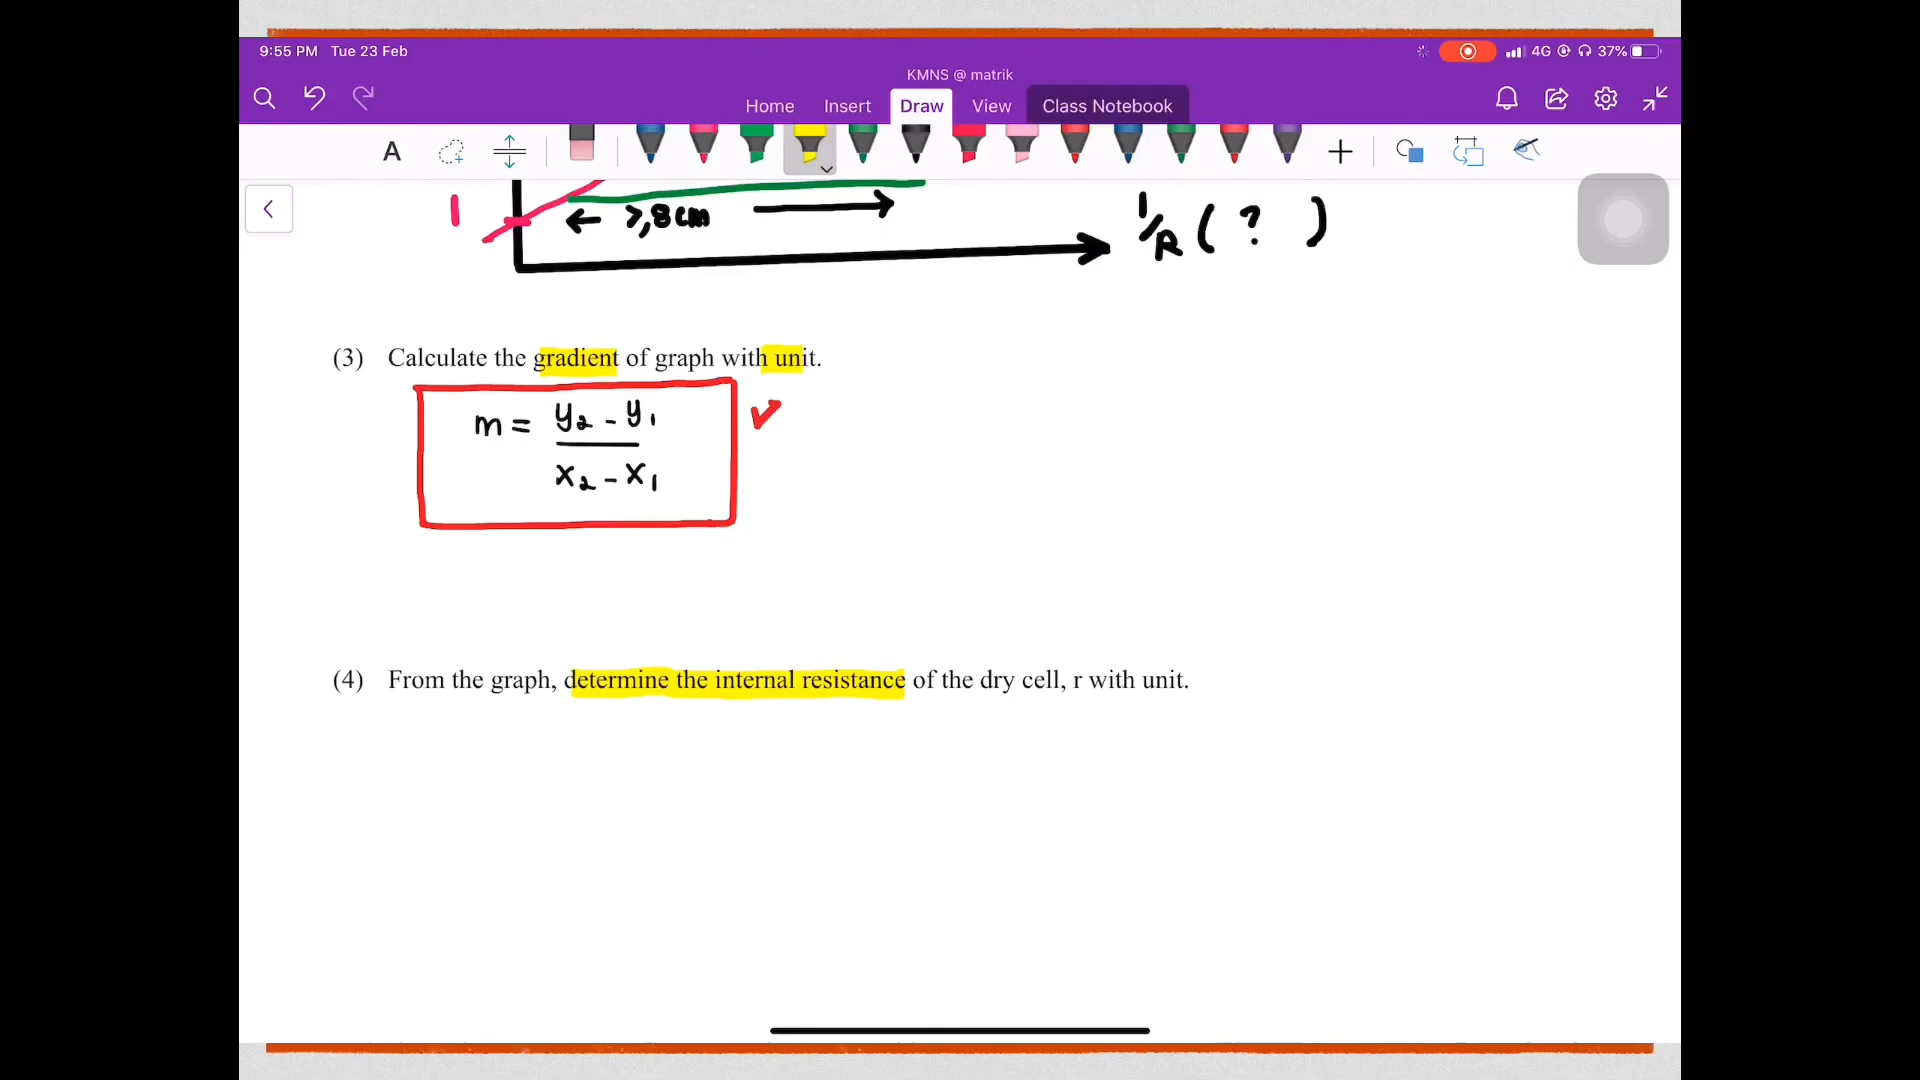 9:55 PM Tue 23 Feb
4G 37%
KMNS @ matrik
Home Insert Draw View Class Notebook
A
1
>,8cm
1/R ( ? )
(3) Calculate the gradient of graph with unit.
m = y2 - y1
x2 - x1
(4) From the graph, determine the internal resistance of the dry cell, r with unit.